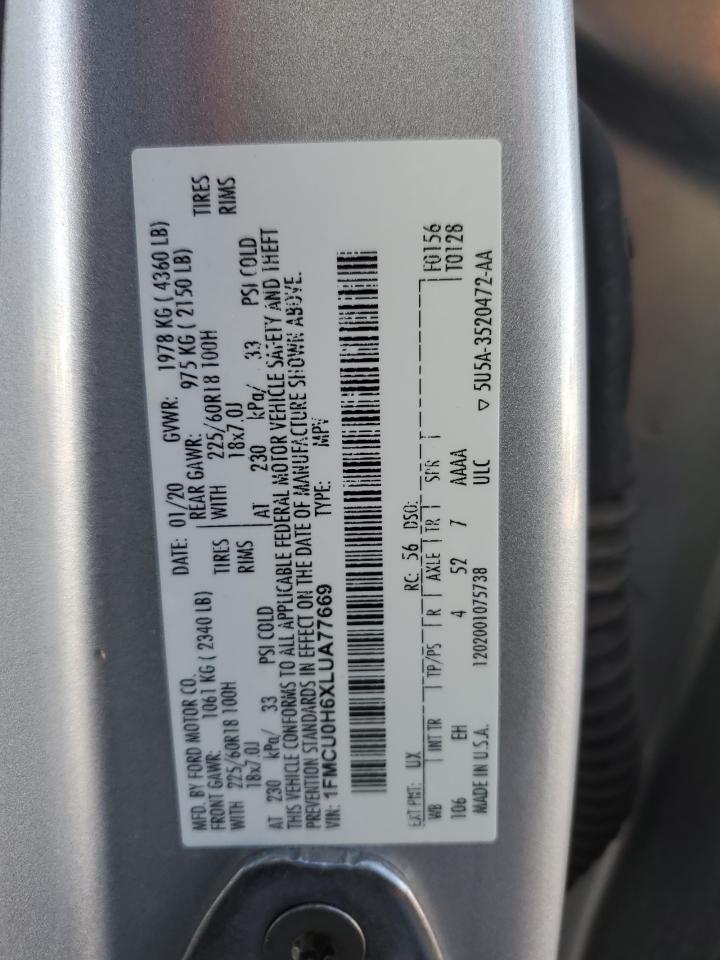 MFD. BY FORD MOTOR CO. DATE: 01/20 GVWR: 1978 KG ( 4360 LB)
FRONT GAWR: 1061 KG ( 2340 LB) REAR GAWR: 975 KG ( 2150 LB)
WITH 225/60R18 100H TIRES WITH 225/60R18 100H TIRES
18x7.0J RIMS 18x7.0J RIMS
AT 230 kPa/ 33 PSI COLD AT 230 kPa/ 33 PSI COLD
THIS VEHICLE CONFORMS TO ALL APPLICABLE FEDERAL MOTOR VEHICLE SAFETY AND THEFT
PREVENTION STANDARDS IN EFFECT ON THE DATE OF MANUFACTURE SHOWN ABOVE.
VIN: 1FMCU0H6XLUA77669 TYPE: MPV
EXT PNT: UX RC: 56 DSO: F0156
WB INT TR TP/PS R AXLE TR SPR T0128
106 EH 4 52 7 AAAA
MADE IN U.S.A. 1202001075738 ULC
▽ 5U5A-3520472-AA